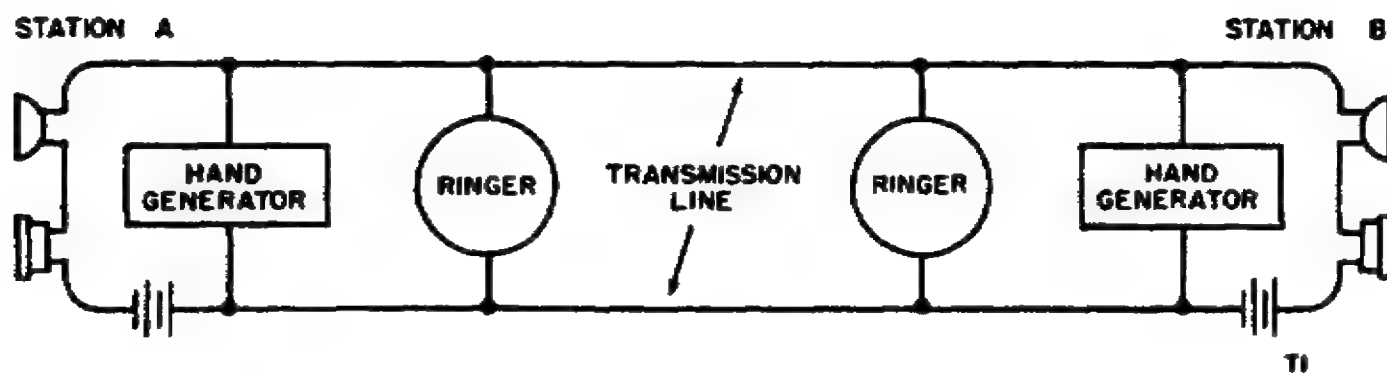 STATION A
STATION B
HAND
GENERATOR
RINGER
TRANSMISSION
LINE
RINGER
HAND
GENERATOR
TI